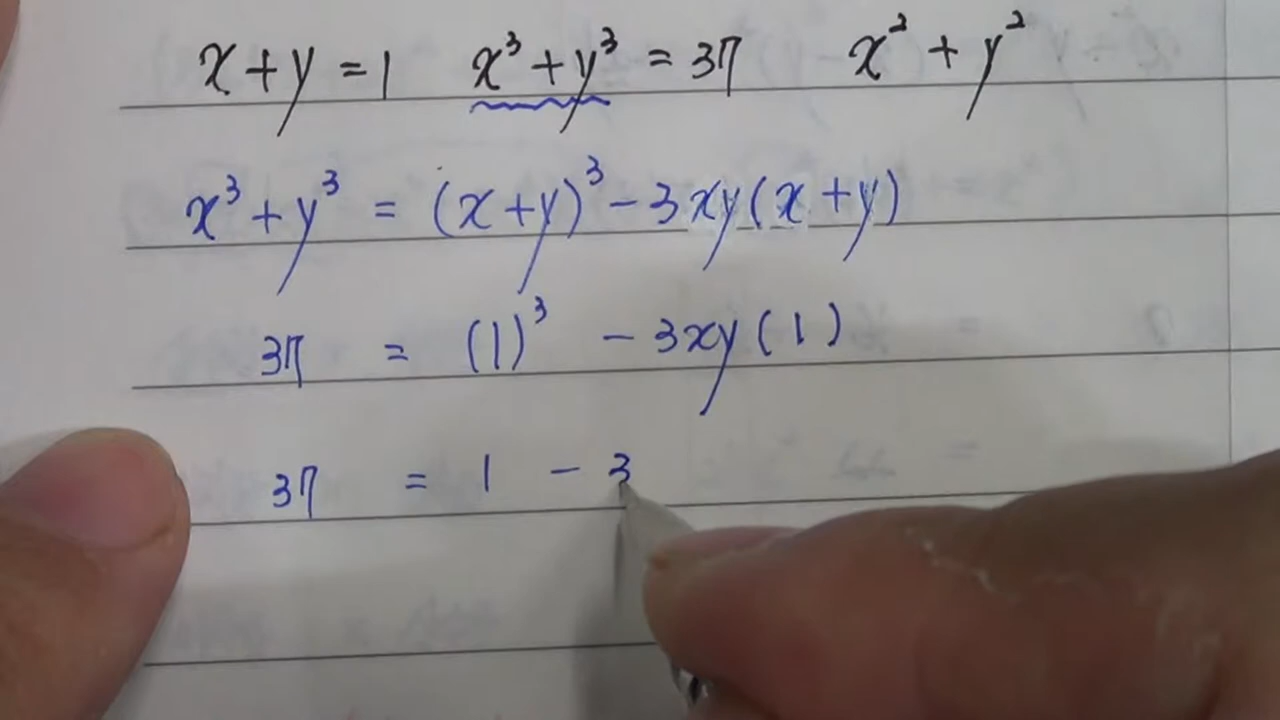 x+y=1 x³+y³=37 x²+y²
x³+y³ = (x+y)³-3xy(x+y)
37 = (1)³ -3xy(1)
37 = 1 - 3